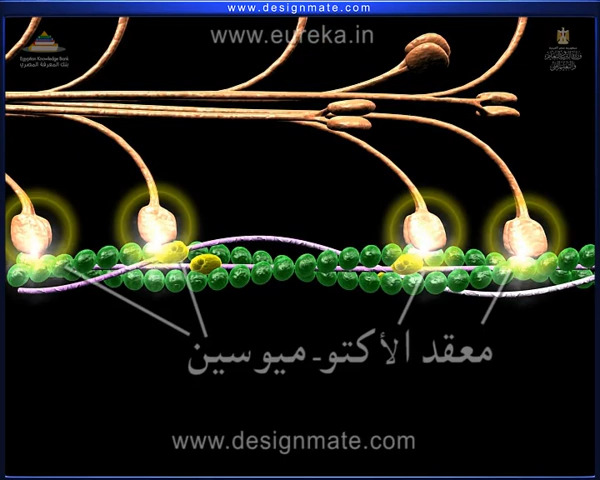 www.designmate.com
www.eureka.in
Egyptian Knowledge Bank
بنك المعرفة المصري
معقد الأكتو-ميوسين
www.designmate.com